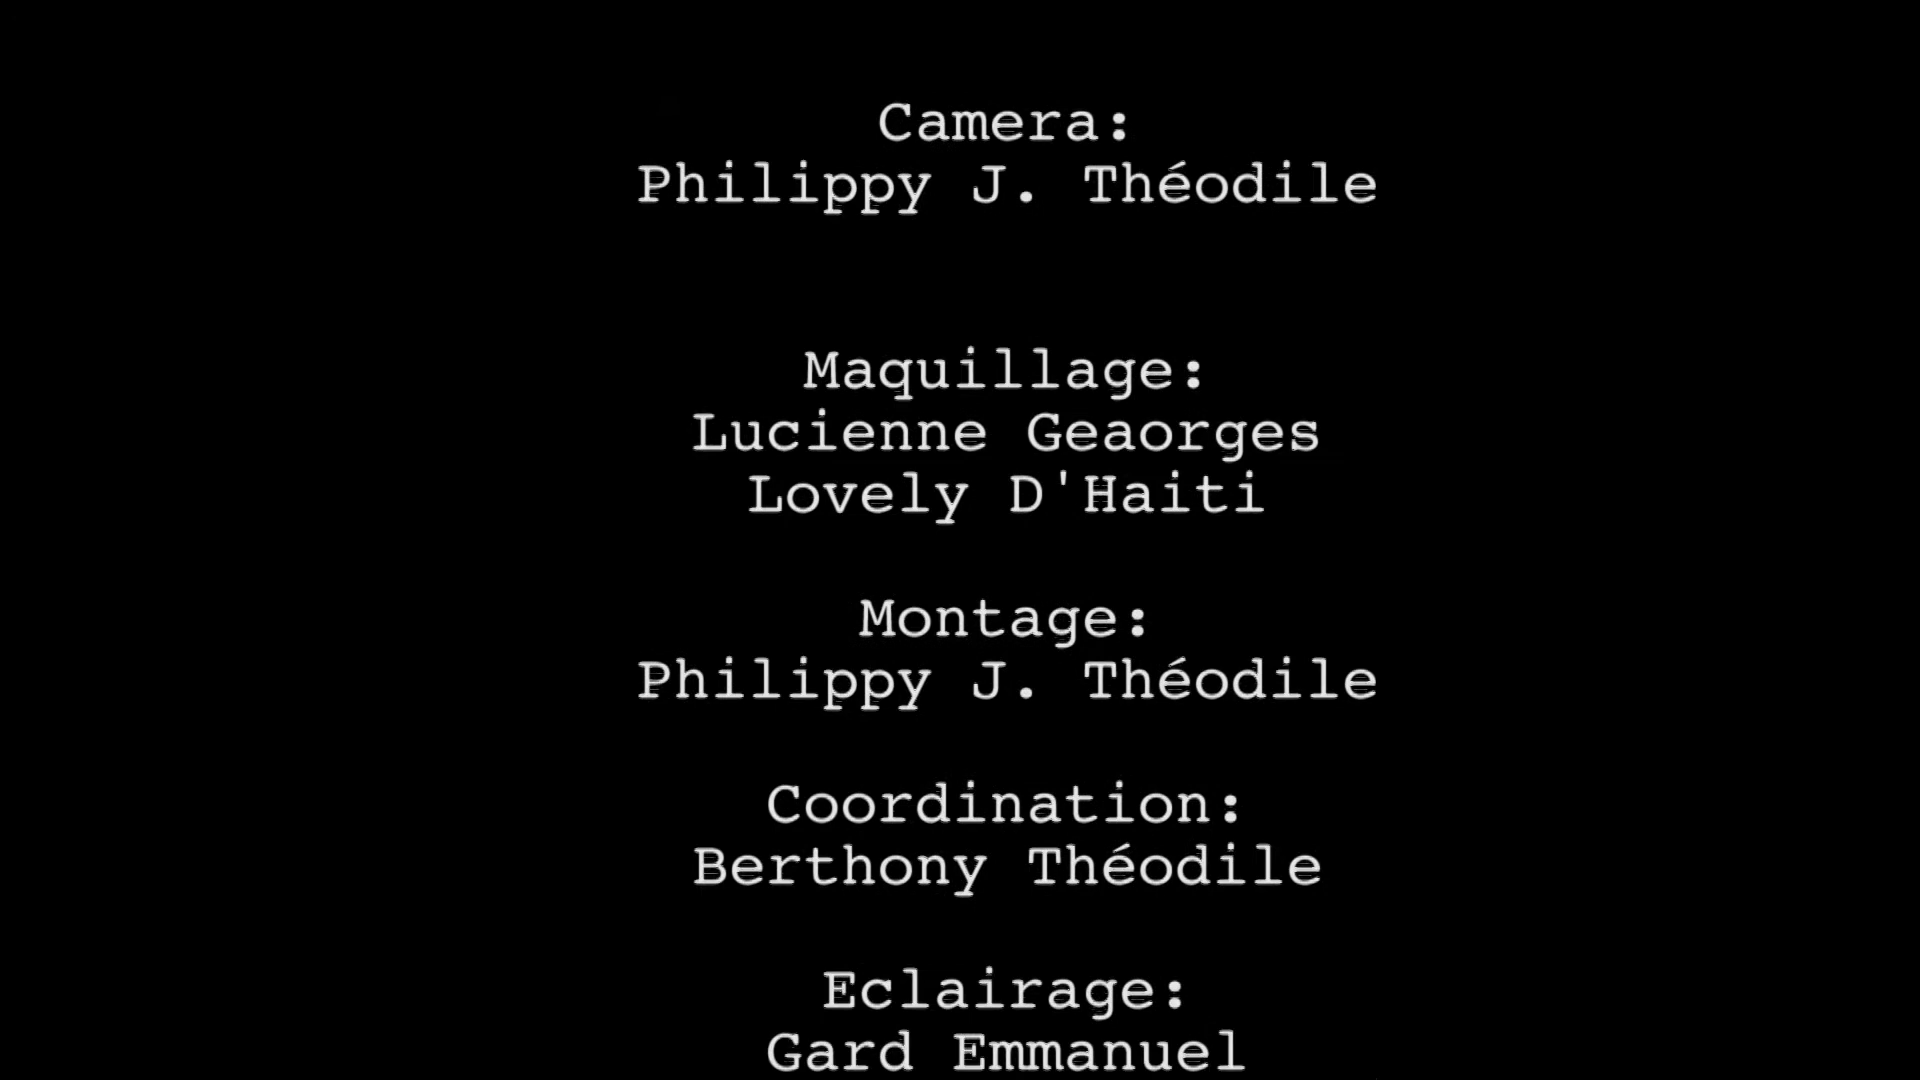 Camera:
Philippy J. Théodile
Maquillage:
Lucienne Geaorges
Lovely D'Haiti
Montage:
Philippy J. Théodile
Coordination:
Berthony Théodile
Eclairage:
Gard Emmanuel